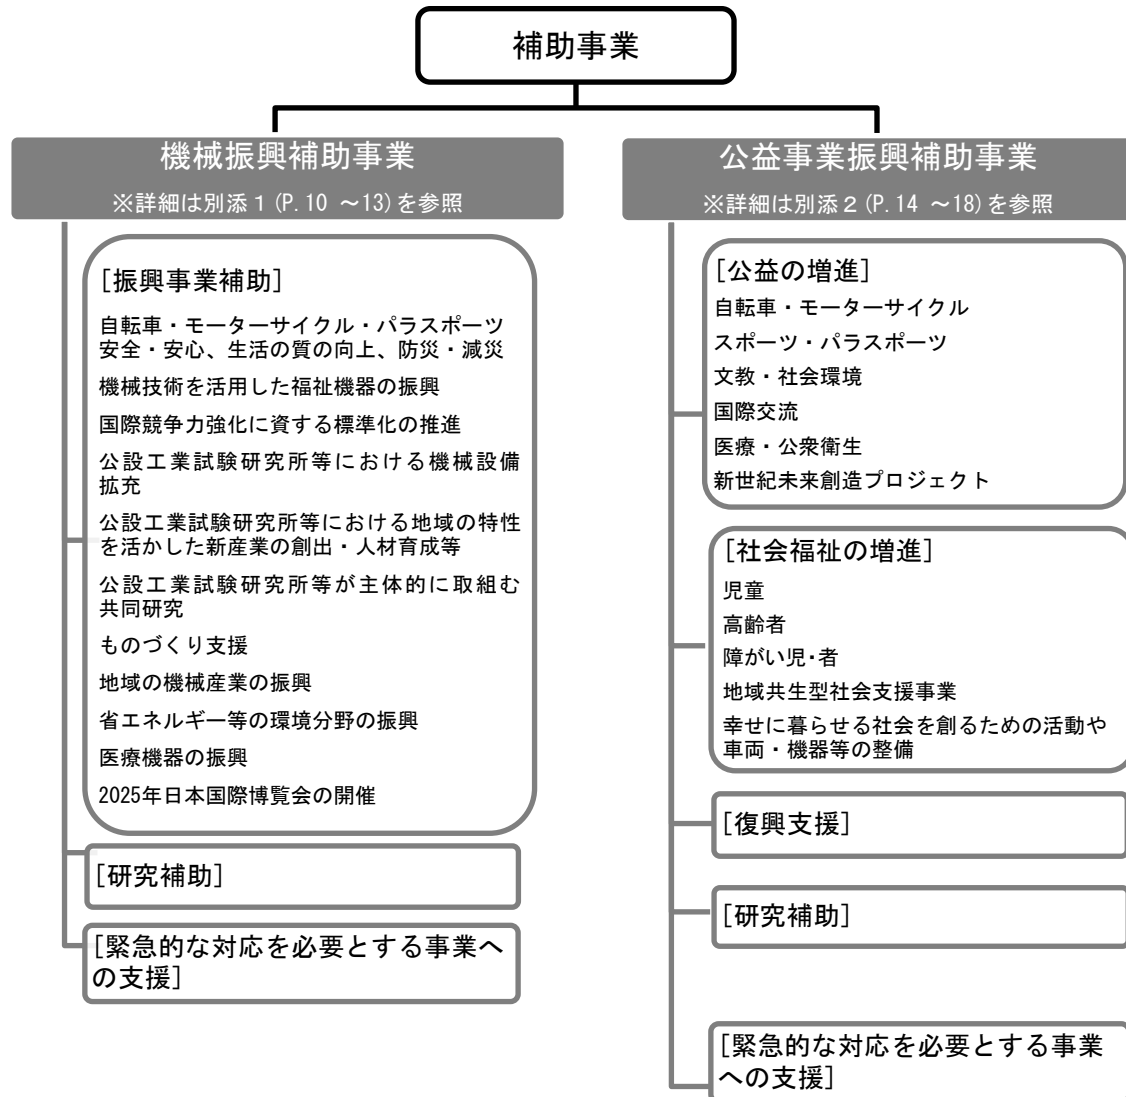 補助事業
機械振興補助事業
※詳細は別添1(P.10 ～13)を参照
[振興事業補助]
自転車・モーターサイクル・パラスポーツ
安全・安心、生活の質の向上、防災・減災
機械技術を活用した福祉機器の振興
国際競争力強化に資する標準化の推進
公設工業試験研究所等における機械設備
拡充
公設工業試験研究所等における地域の特性
を活かした新産業の創出・人材育成等
公設工業試験研究所等が主体的に取組む
共同研究
ものづくり支援
地域の機械産業の振興
省エネルギー等の環境分野の振興
医療機器の振興
2025年日本国際博覧会の開催
[研究補助]
[緊急的な対応を必要とする事業へ
の支援]
公益事業振興補助事業
※詳細は別添2(P.14 ～18)を参照
[公益の増進]
自転車・モーターサイクル
スポーツ・パラスポーツ
文教・社会環境
国際交流
医療・公衆衛生
新世紀未来創造プロジェクト
[社会福祉の増進]
児童
高齢者
障がい児・者
地域共生型社会支援事業
幸せに暮らせる社会を創るための活動や
車両・機器等の整備
[復興支援]
[研究補助]
[緊急的な対応を必要とする事業
への支援]